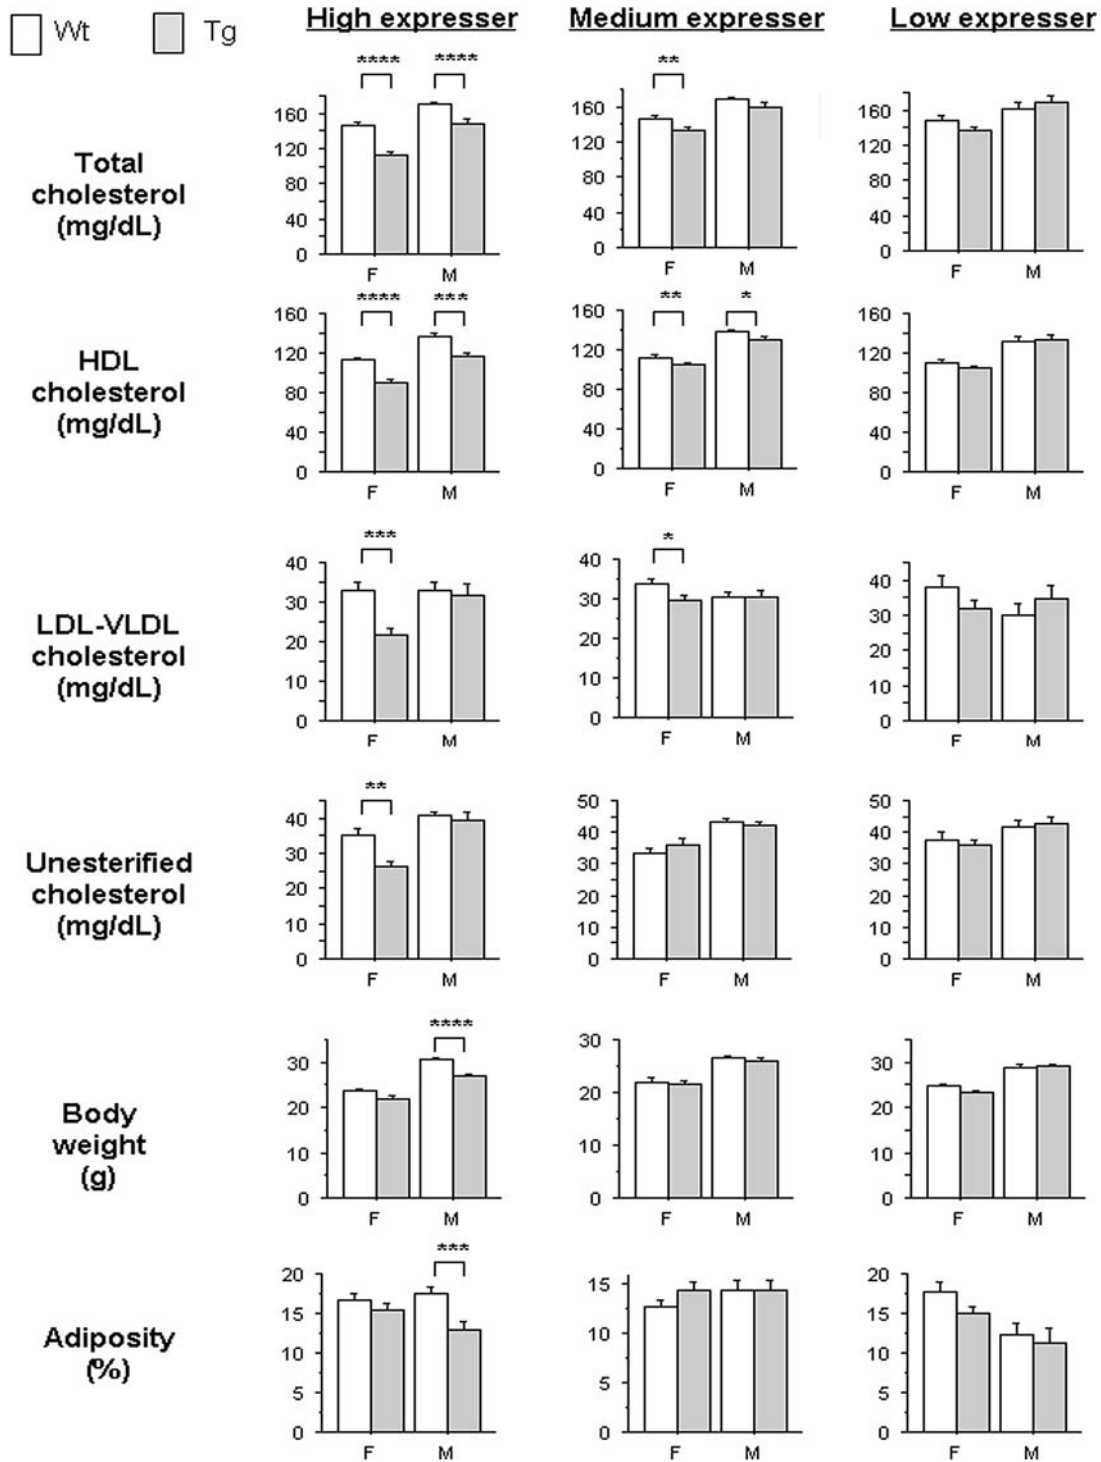 Wt Tg High expresser Medium expresser Low expresser
**** **** **
160 160 160
Total 120 120 120
cholesterol 80 80 80
(mg/dL) 40 40 40
0 0 0
F M F M F M
**** *** ** *
160 160 160
HDL 120 120 120
cholesterol 80 80 80
(mg/dL) 40 40 40
0 0 0
F M F M F M
*** *
40 40 40
LDL-VLDL 30 30 30
cholesterol 20 20 20
(mg/dL) 10 10 10
0 0 0
F M F M F M
**
50 50
40 40 40
Unesterified 30 30 30
cholesterol 20 20 20
(mg/dL) 10 10 10
0 0 0
F M F M F M
****
30 30 30
Body 20 20 20
weight 10 10 10
(g) 0 0 0
F M F M F M
***
20 20
15 15 15
Adiposity 10 10 10
(%) 5 5 5
0 0 0
F M F M F M